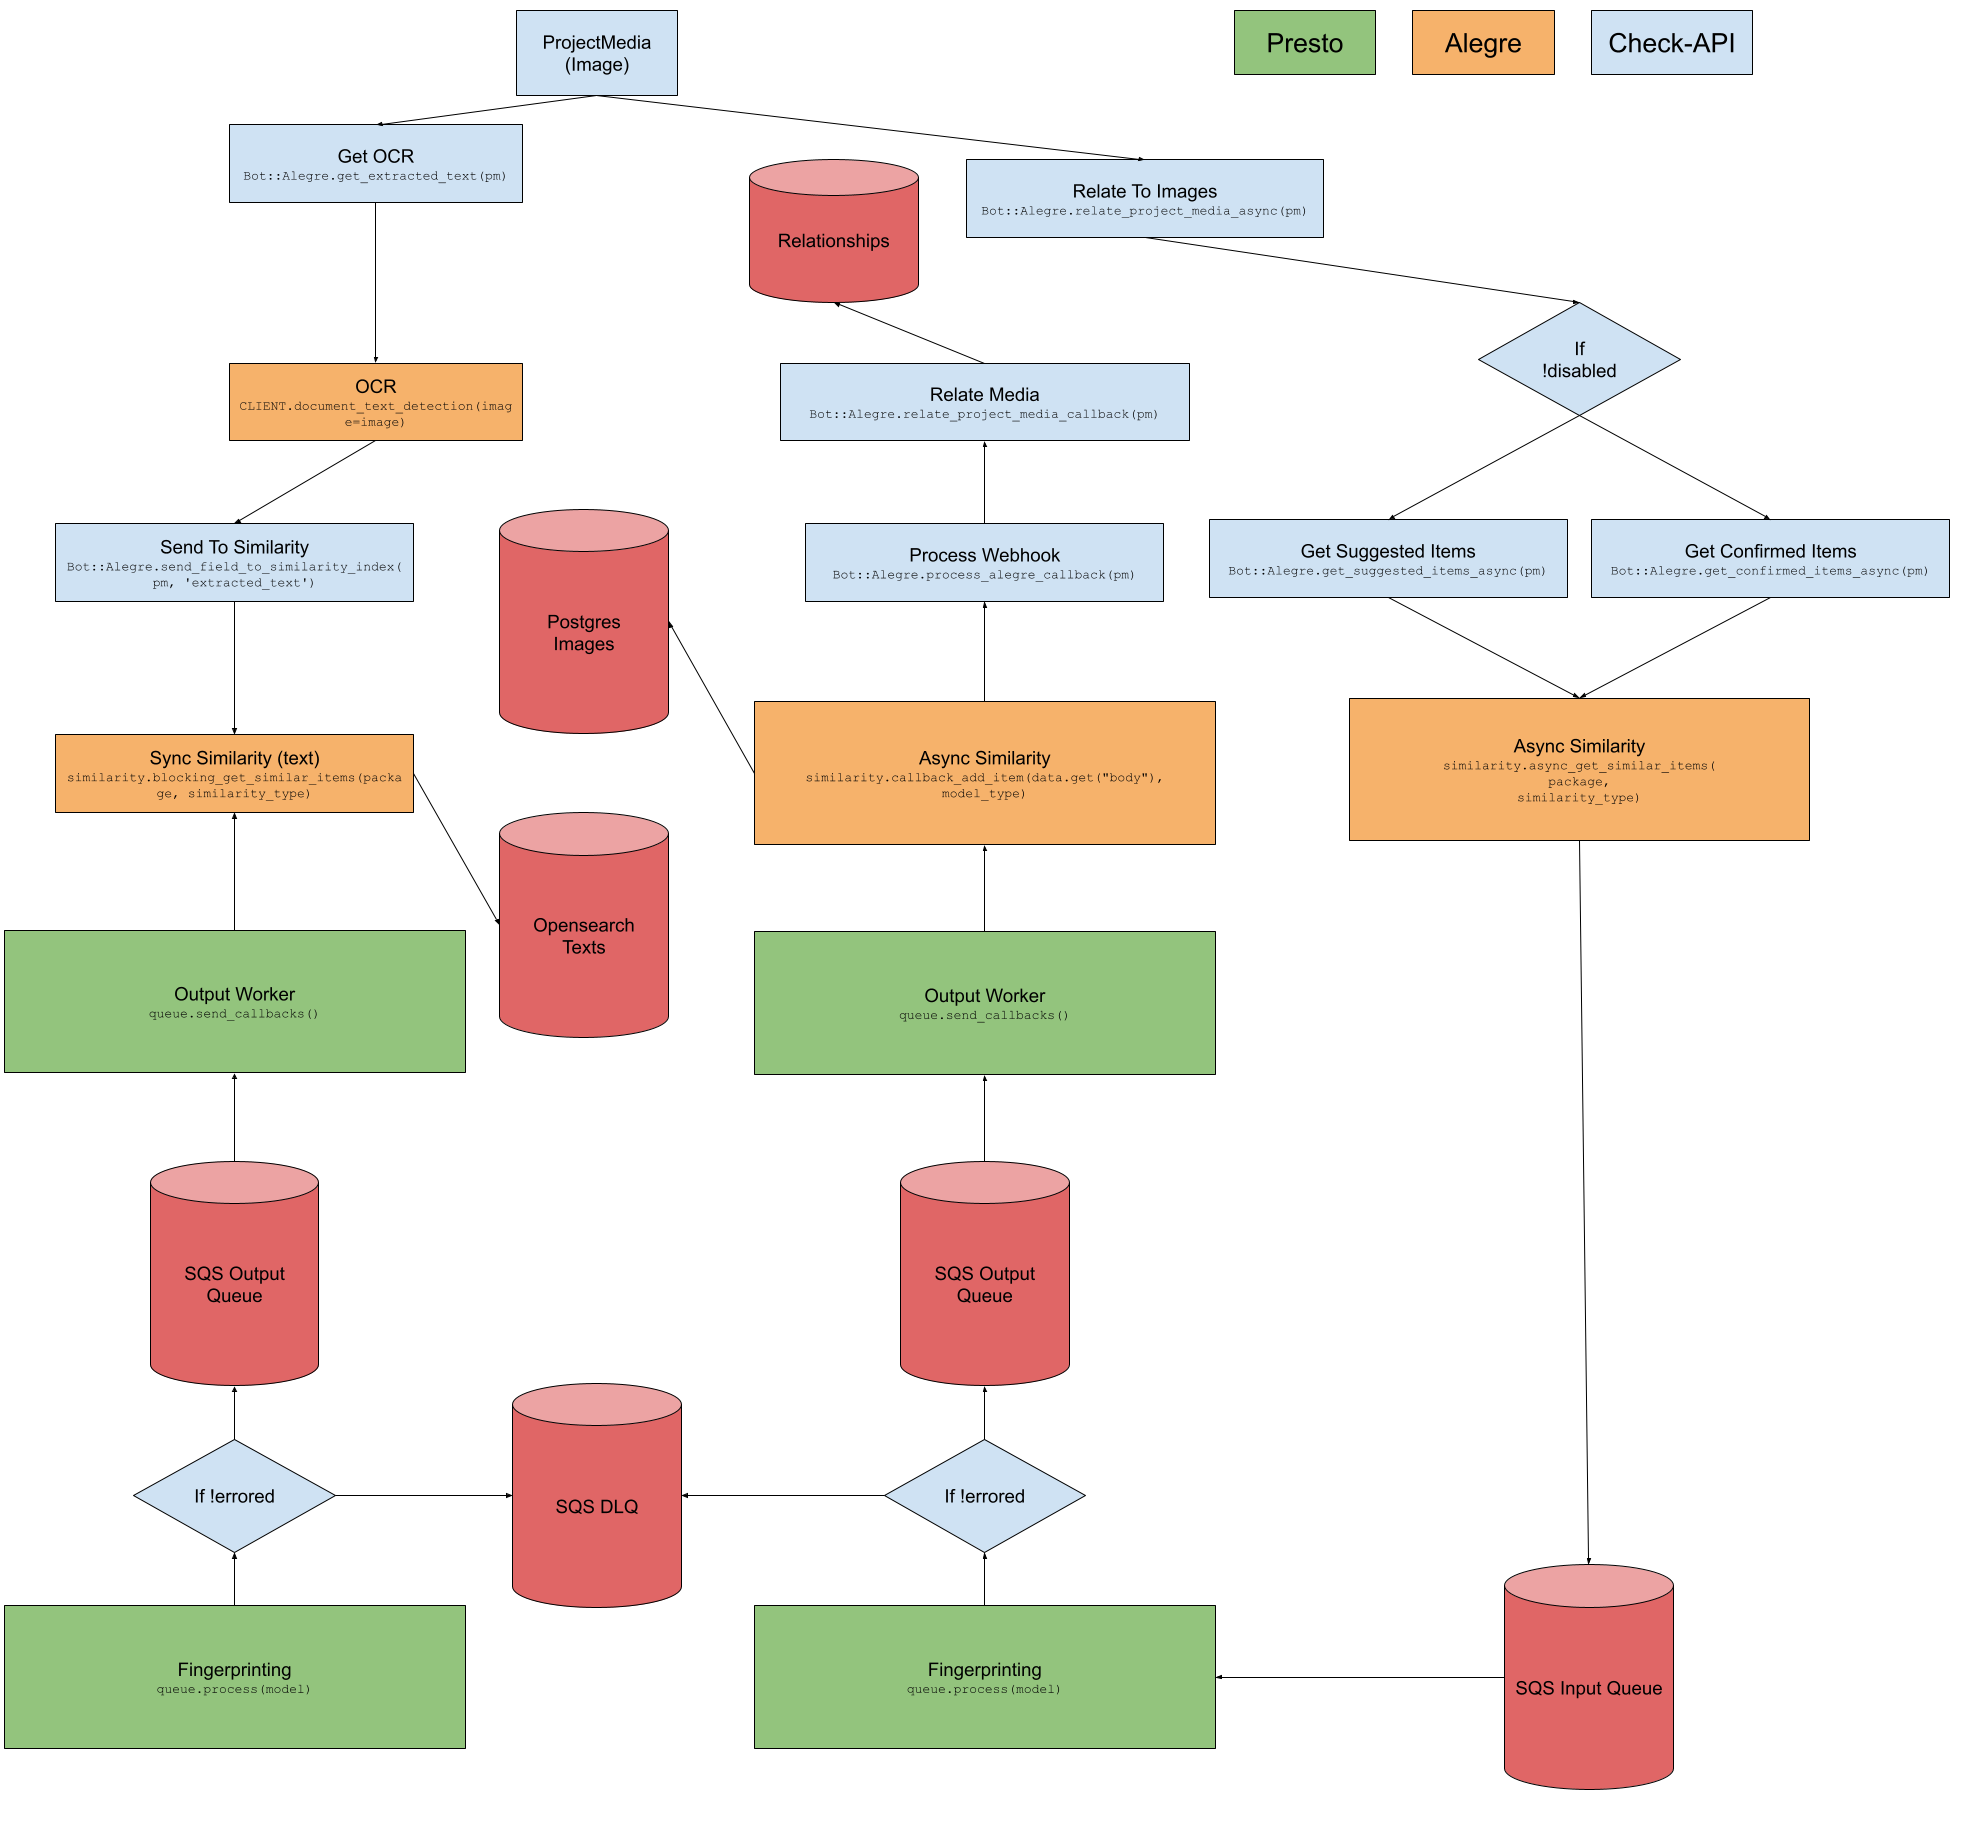 ProjectMedia
(Image)
Presto
Alegre
Check-API
Get OCR
Bot::Alegre.get_extracted_text(pm)
Relationships
Relate To Images
Bot::Alegre.relate_project_media_async(pm)
If
!disabled
OCR
CLIENT.document_text_detection(imag
e=image)
Relate Media
Bot::Alegre.relate_project_media_callback(pm)
Send To Similarity
Bot::Alegre.send_field_to_similarity_index(
pm, 'extracted_text')
Postgres
Images
Process Webhook
Bot::Alegre.process_alegre_callback(pm)
Get Suggested Items
Bot::Alegre.get_suggested_items_async(pm)
Get Confirmed Items
Bot::Alegre.get_confirmed_items_async(pm)
Sync Similarity (text)
similarity.blocking_get_similar_items(packa
ge, similarity_type)
Async Similarity
similarity.callback_add_item(data.get("body"),
model_type)
Async Similarity
similarity.async_get_similar_items(
package,
similarity_type)
Opensearch
Texts
Output Worker
queue.send_callbacks()
Output Worker
queue.send_callbacks()
SQS Output
Queue
SQS Output
Queue
If !errored
SQS DLQ
If !errored
Fingerprinting
queue.process(model)
Fingerprinting
queue.process(model)
SQS Input Queue